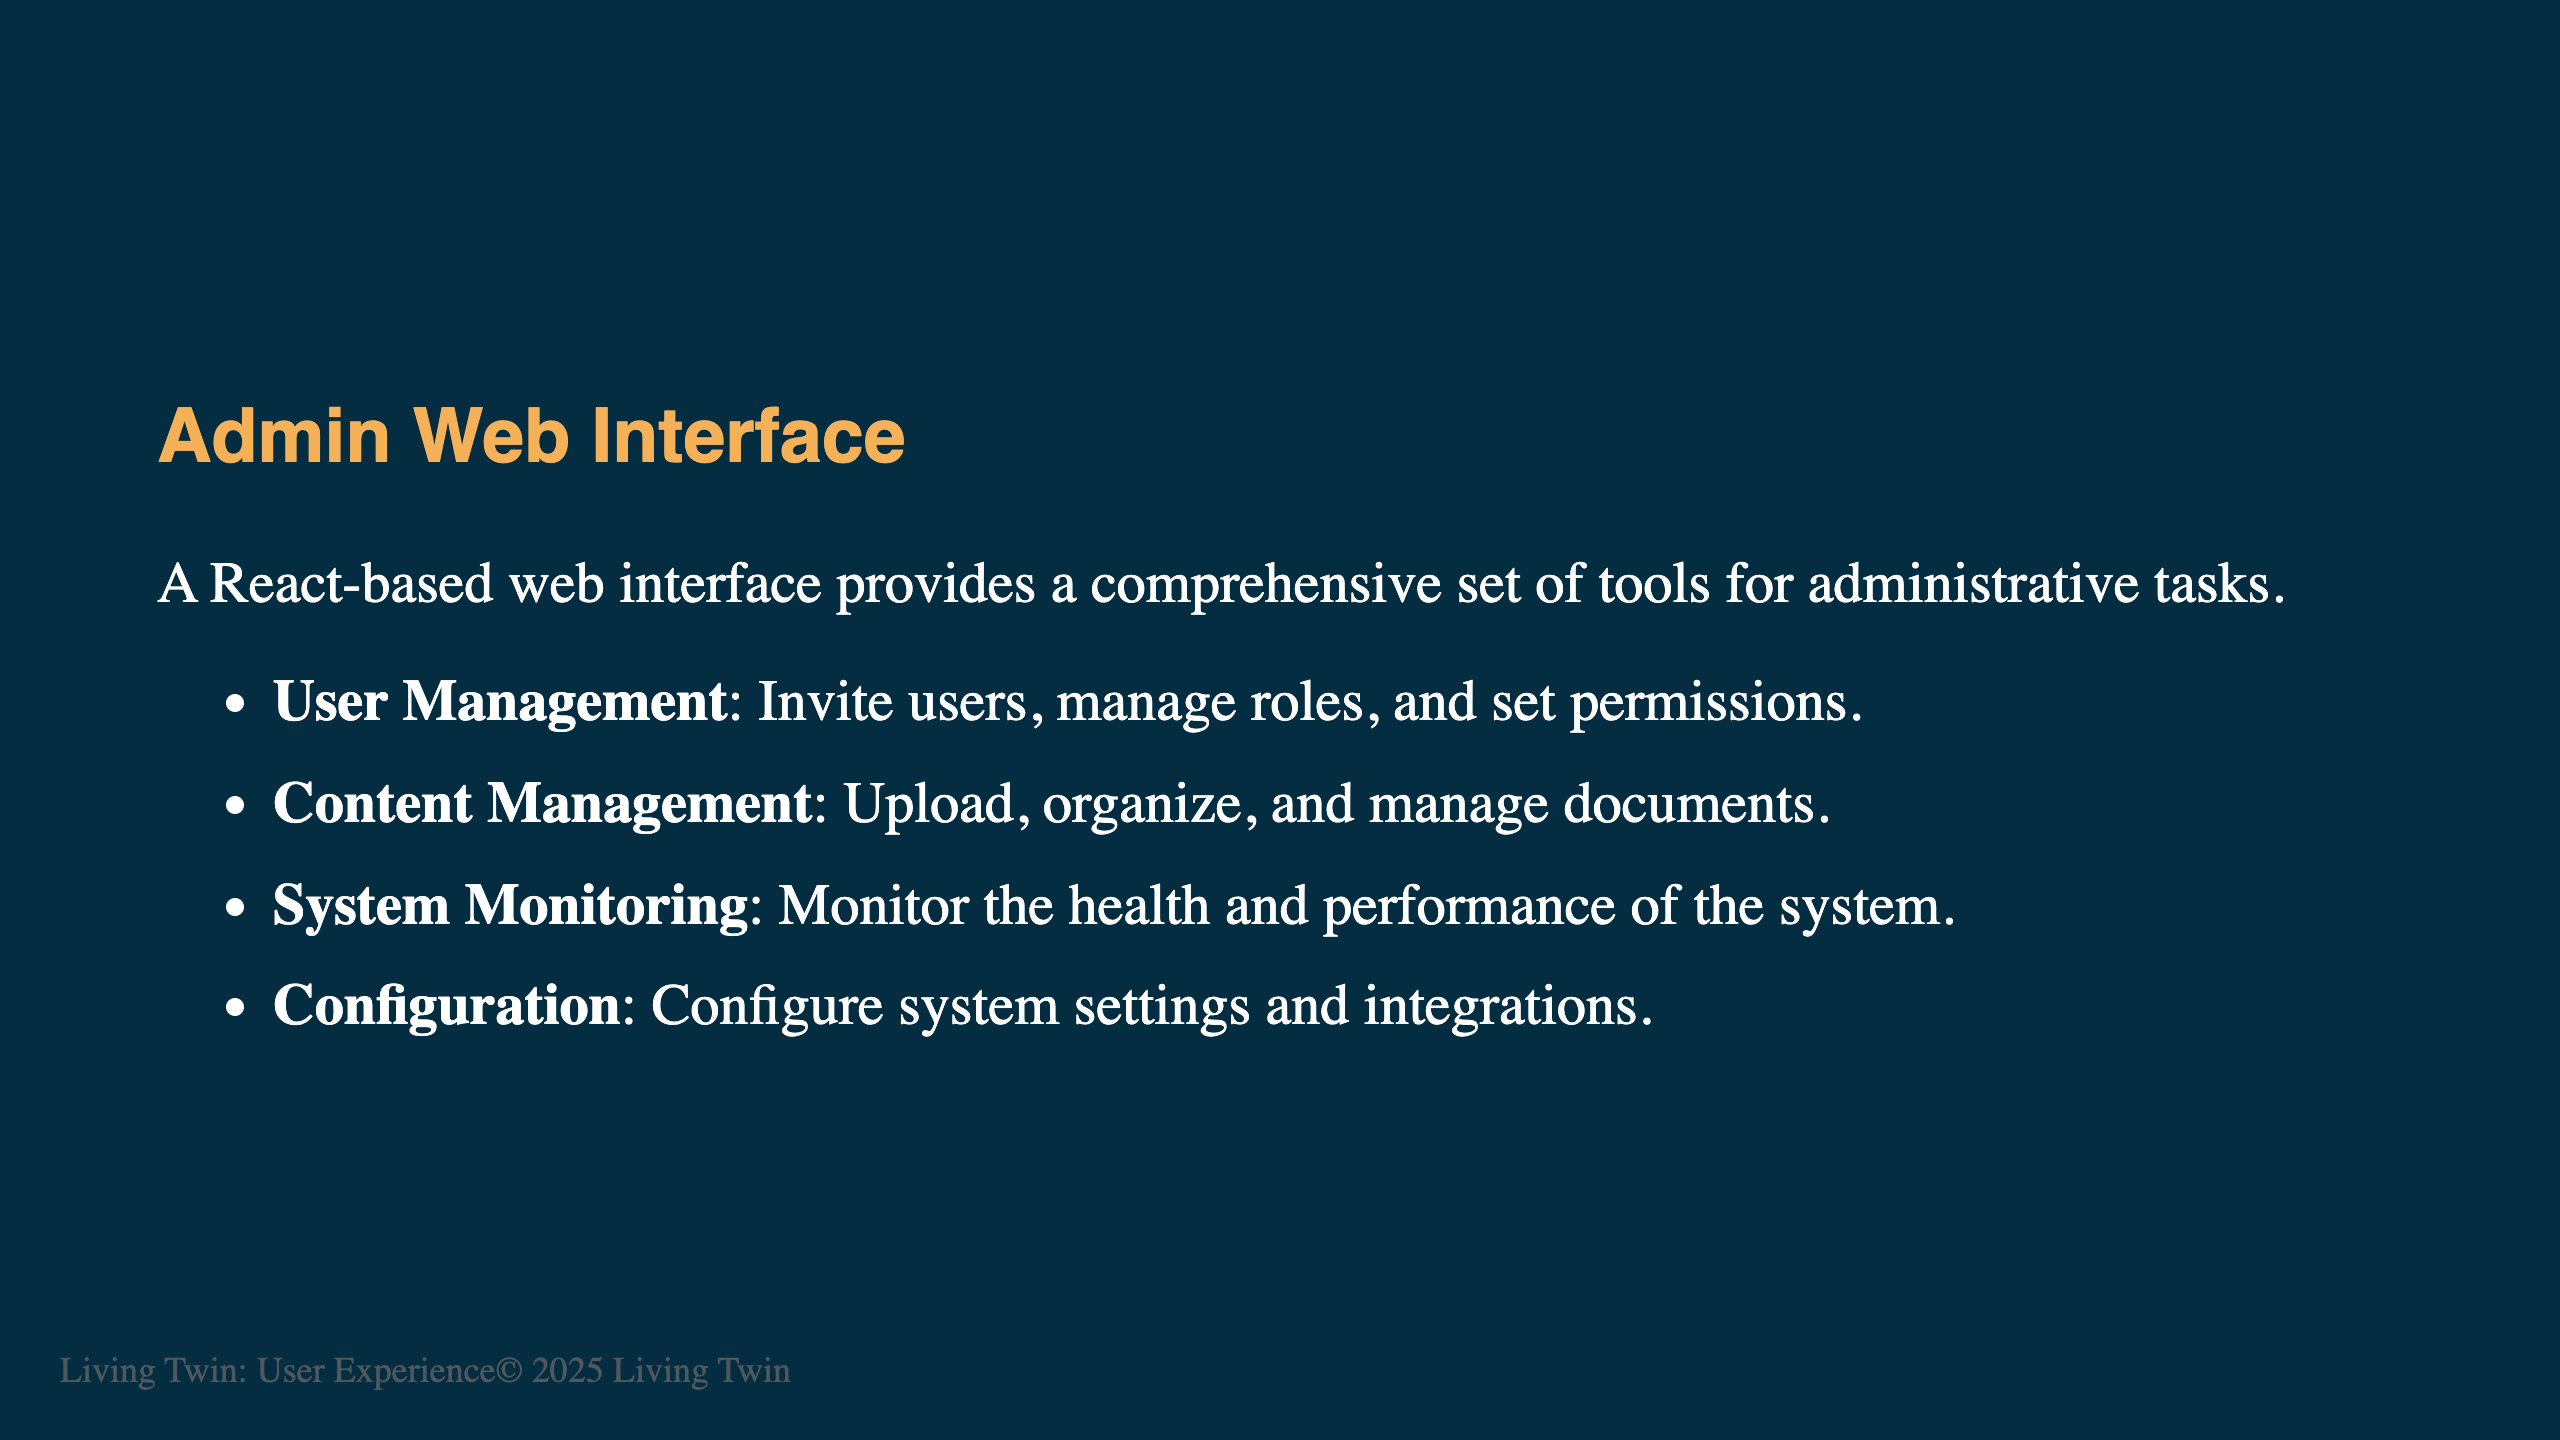 Admin Web Interface
A React-based web interface provides a comprehensive set of tools for administrative tasks.
• User Management: Invite users, manage roles, and set permissions.
• Content Management: Upload, organize, and manage documents.
• System Monitoring: Monitor the health and performance of the system.
• Configuration: Configure system settings and integrations.
Living Twin: User Experience© 2025 Living Twin